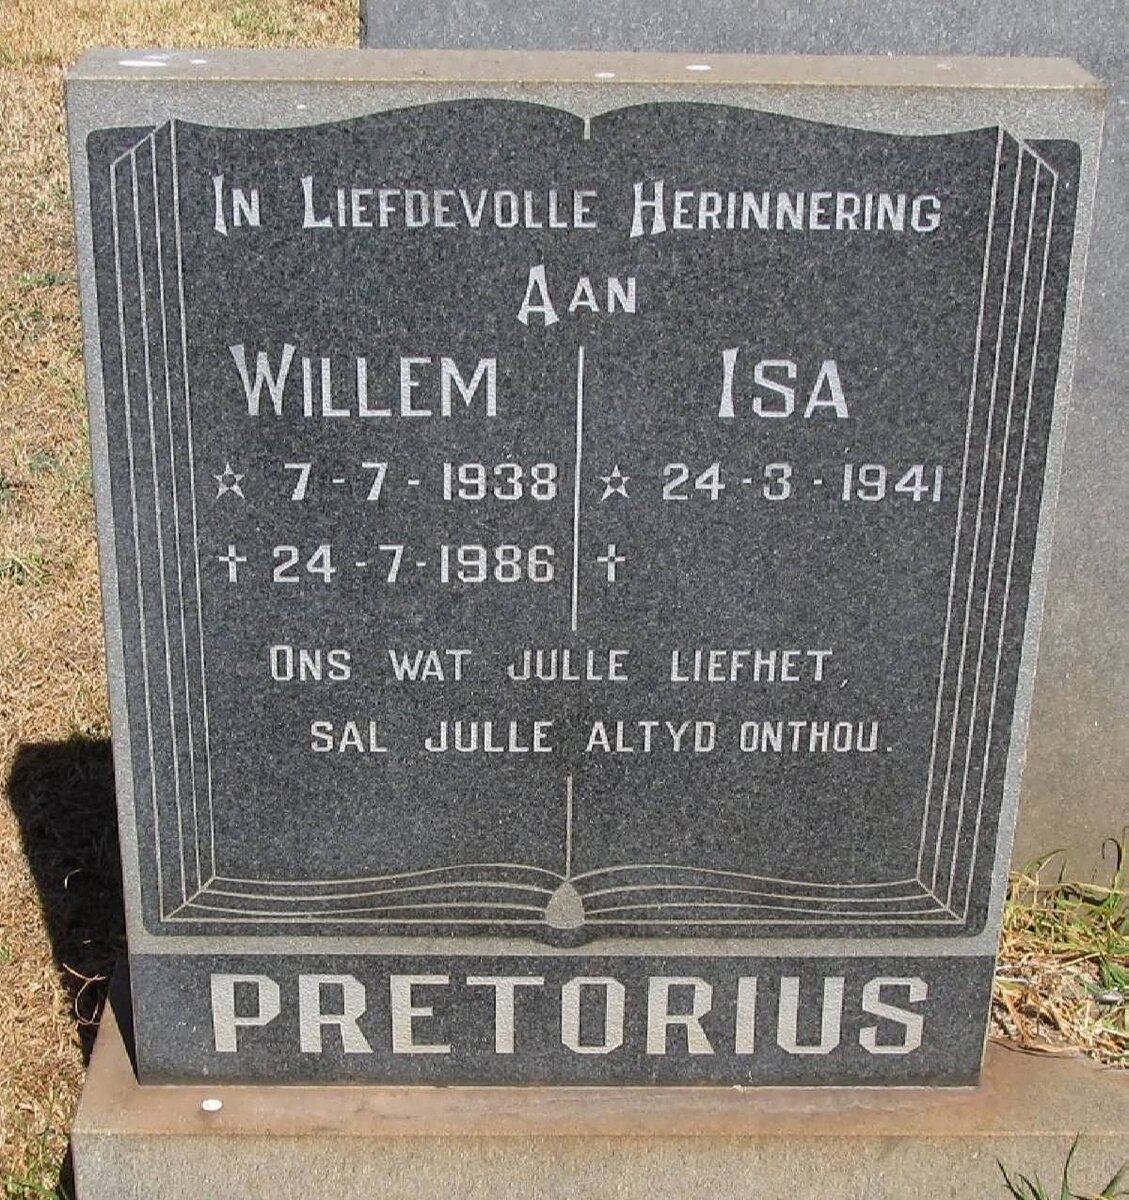 In Liefdevolle Herinnering
Aan
Willem
☆ 7-7-1938
✝ 24-7-1986
Isa
☆ 24-3-1941
✝
Ons wat julle liefhet,
sal julle altyd onthou.
PRETORIUS